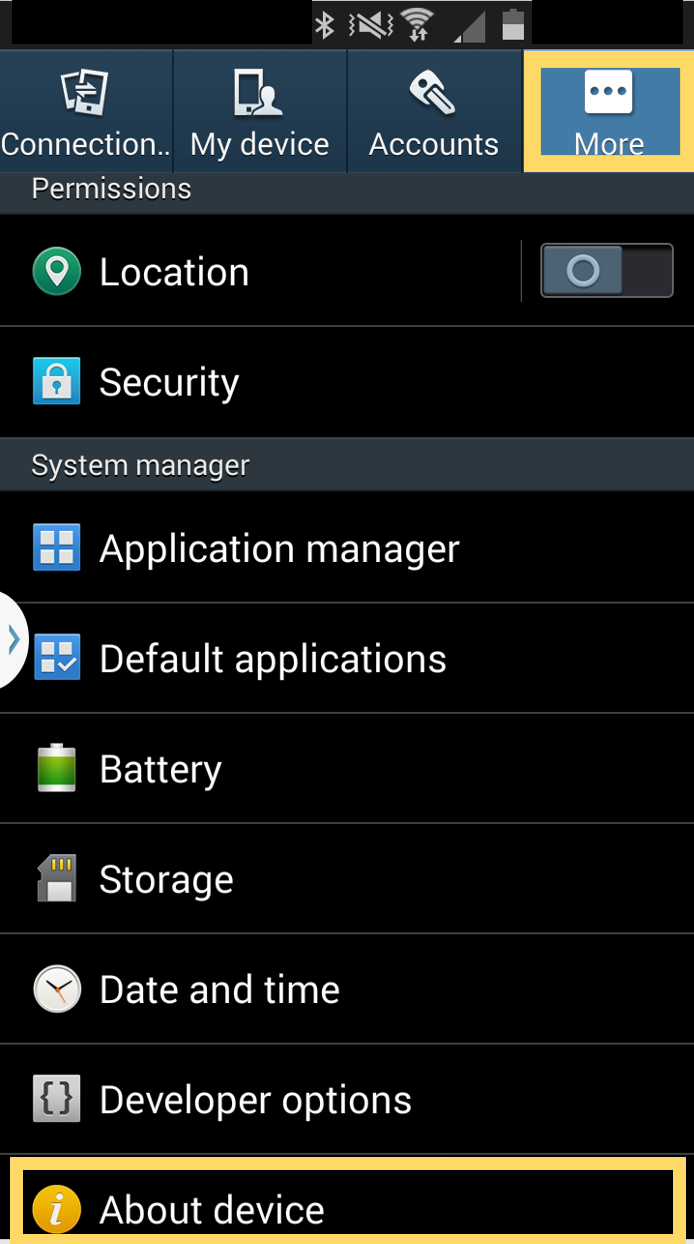 Connection..
My device
Accounts
More
Permissions
Location
Security
System manager
Application manager
Default applications
Battery
Storage
Date and time
Developer options
About device